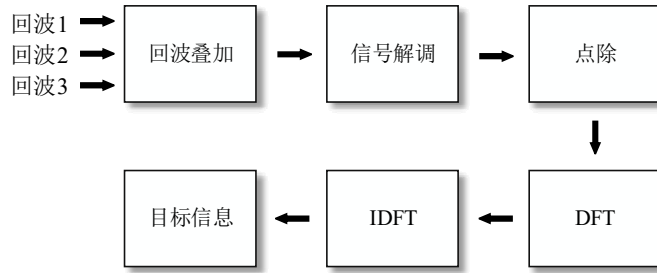 回波1
回波2
回波3
回波叠加
信号解调
点除
DFT
IDFT
目标信息